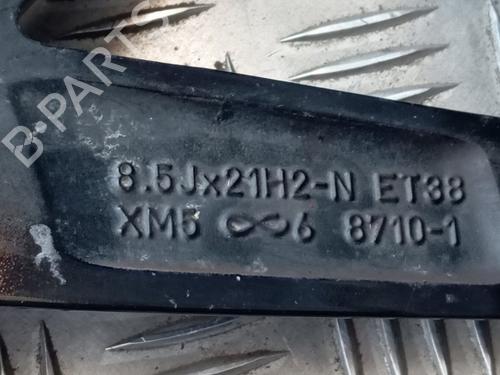 B-PARTS
8.5Jx21H2-N ET38
XM5 ∞6 8710-1